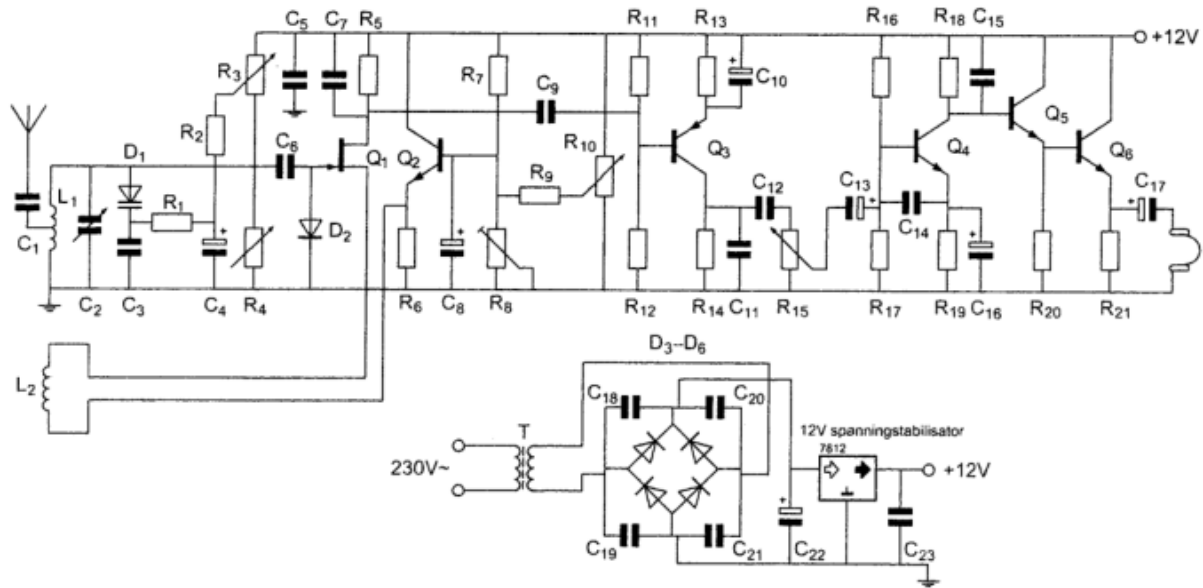 C5 C7 R5 R11 R13 R16 R18 C15
+12V
R3 R7 + C10
C9
R2
Q5
D1 C6 Q1 Q2 R10 Q3 Q4 Q6
L1 R1 R9 C12 C13 C17
C1 + D2 + + C14 + +
C2 C3 C4 R4 R6 C8 R8 R12 R14 C11 R15 R17 R19 C16 R20 R21
D3--D6
L2
C18 C20
T 12V spanningstabilisator
7812
230V~ +12V
+
C19 C21 C22 C23